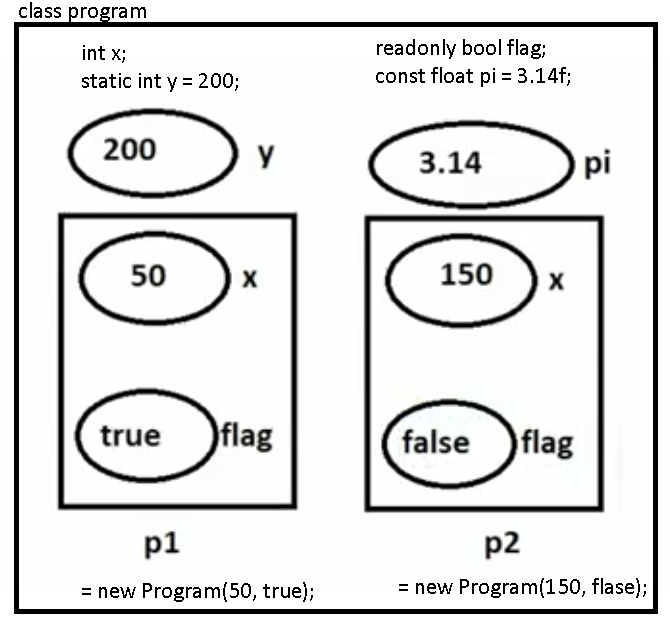 class program
int x;
static int y = 200;
readonly bool flag;
const float pi = 3.14f;
200 y
3.14 pi
50 x
150 x
true flag
false flag
p1
p2
= new Program(50, true);
= new Program(150, flase);